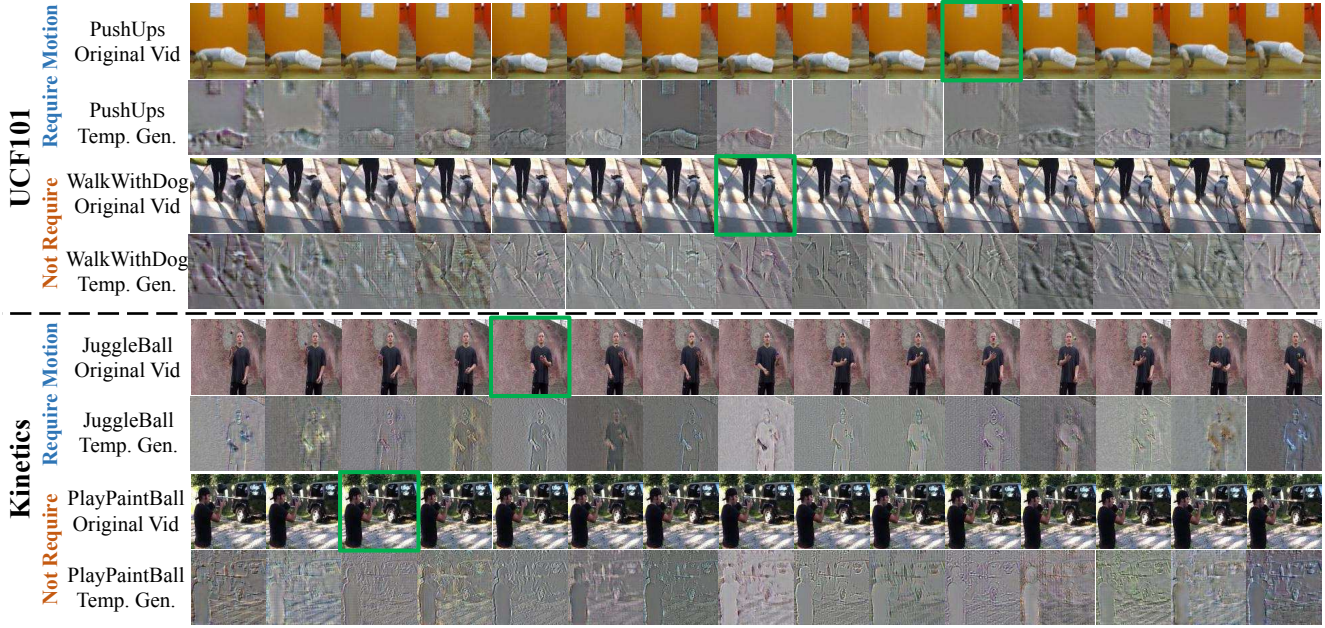 UCF101
Require Motion
PushUps
Original Vid
PushUps
Temp. Gen.
Not Require
WalkWithDog
Original Vid
WalkWithDog
Temp. Gen.
Kinetics
Require Motion
JuggleBall
Original Vid
JuggleBall
Temp. Gen.
Not Require
PlayPaintBall
Original Vid
PlayPaintBall
Temp. Gen.